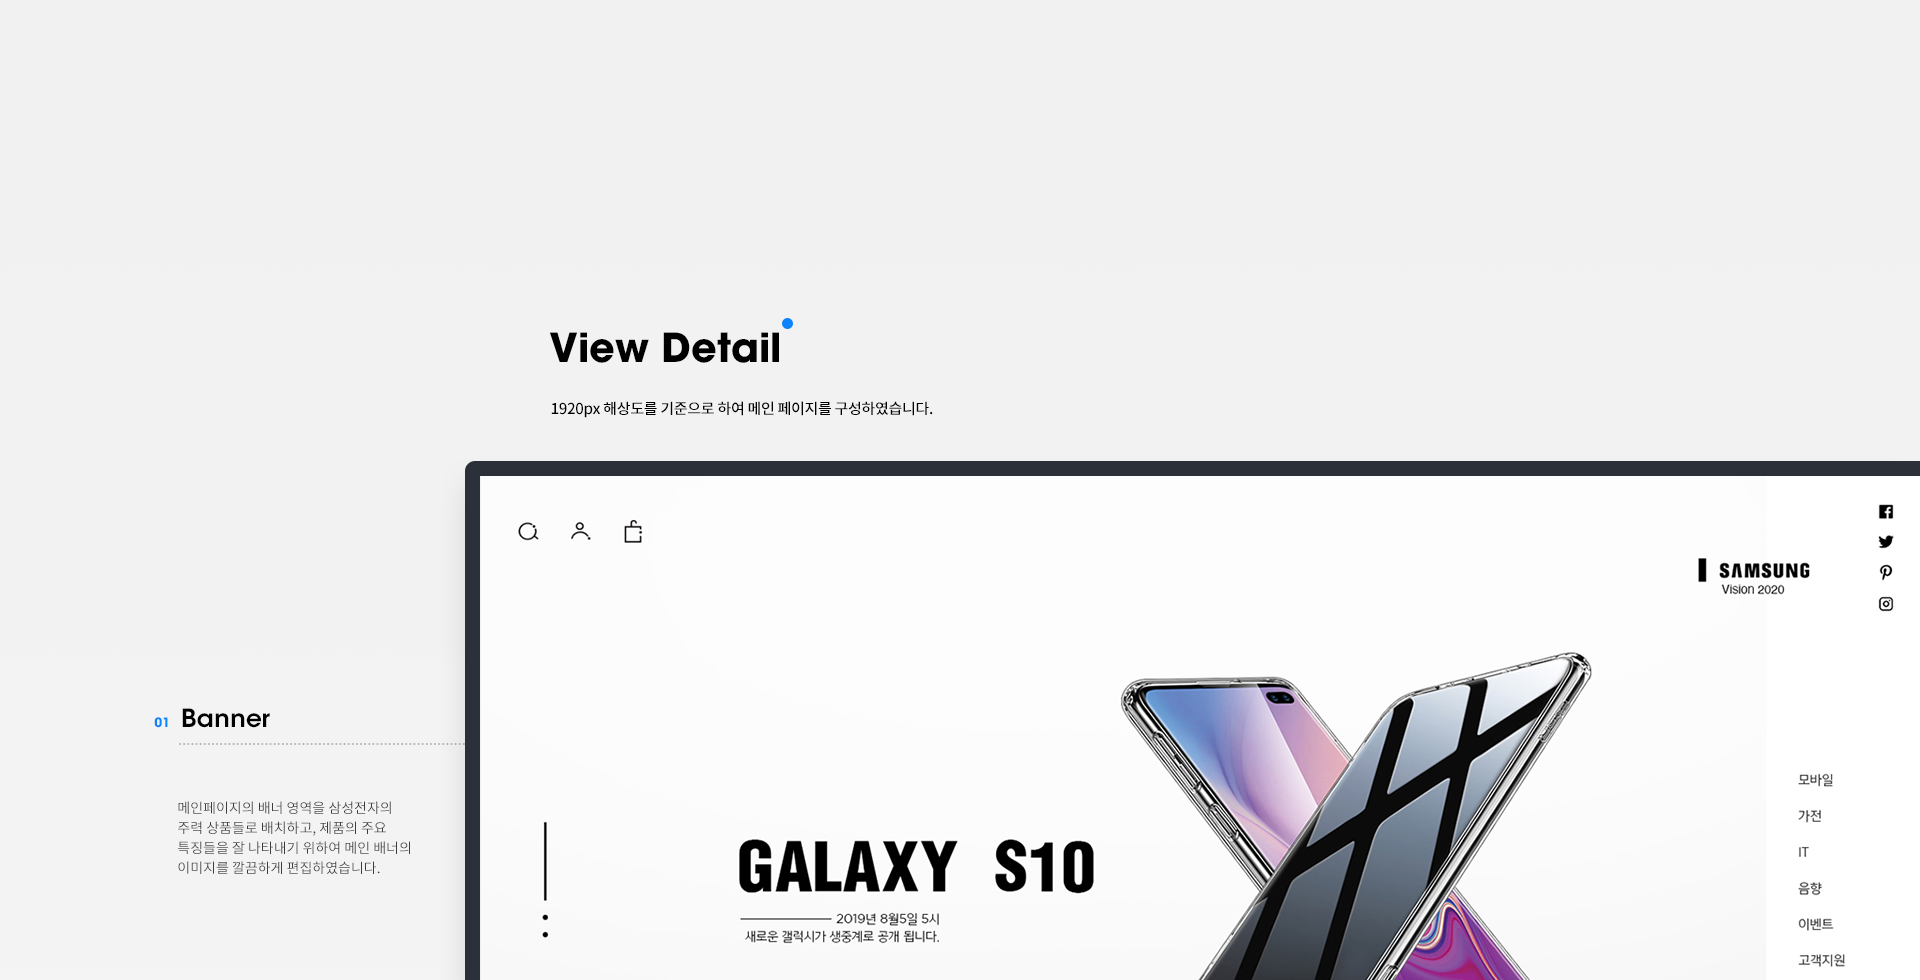 View Detail
1920px 해상도를 기준으로 하여 메인 페이지를 구성하였습니다.
SAMSUNG
Vision 2020
01 Banner
메인페이지의 배너 영역을 삼성전자의
주력 상품들로 배치하고, 제품의 주요
특징들을 잘 나타내기 위하여 메인 배너의
이미지를 깔끔하게 편집하였습니다.
GALAXY S10
2019년 8월5일 5시
새로운 갤럭시가 생중계로 공개 됩니다.
모바일
가전
IT
음향
이벤트
고객지원